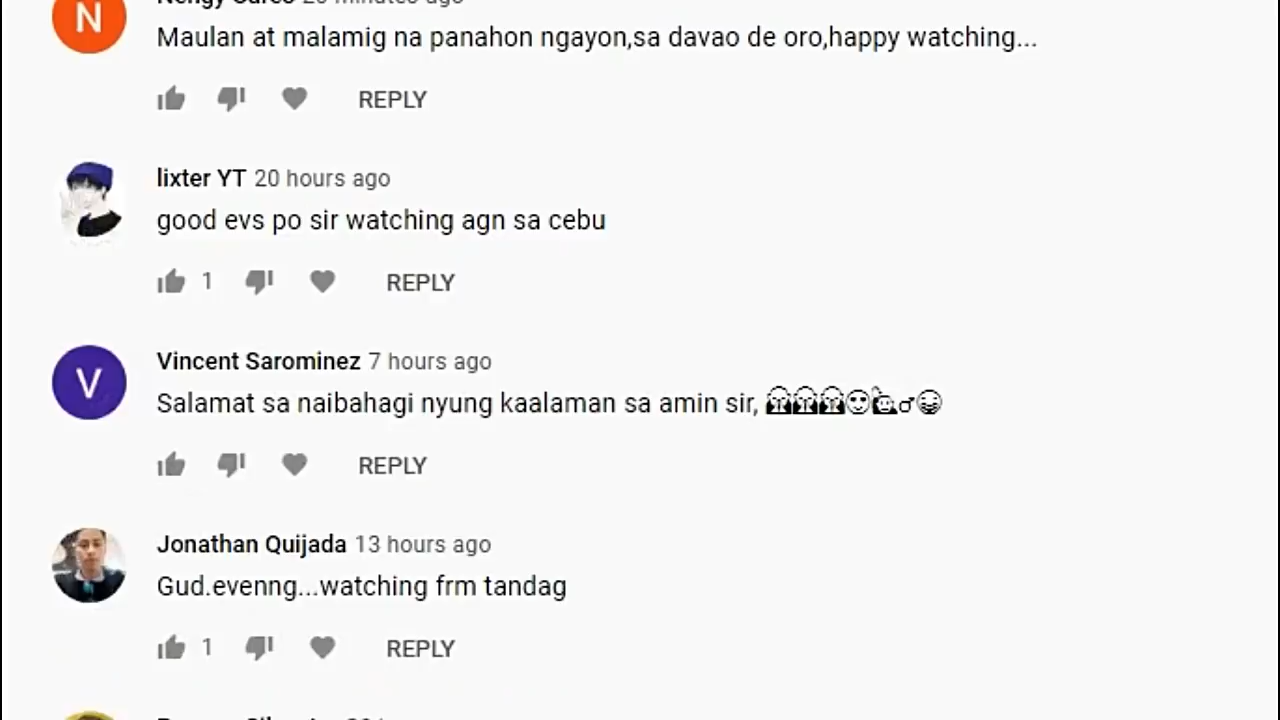 N
Maulan at malamig na panahon ngayon,sa davao de oro,happy watching...
REPLY
lixter YT 20 hours ago
good evs po sir watching agn sa cebu
1 REPLY
V
Vincent Sarominez 7 hours ago
Salamat sa naibahagi nyung kaalaman sa amin sir,
REPLY
Jonathan Quijada 13 hours ago
Gud.evenng...watching frm tandag
1 REPLY